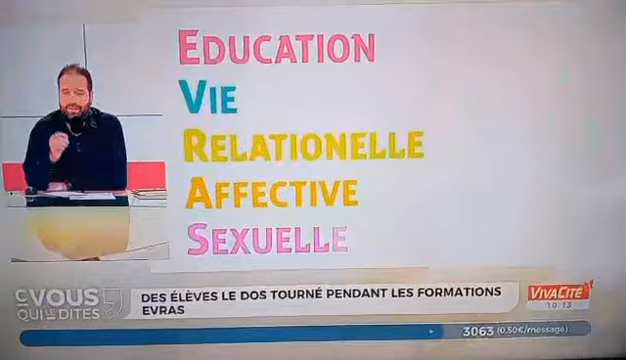 EDUCATION
VIE
RELATIONELLE
AFFECTIVE
SEXUELLE
C'VOUS
QUI LE DITES
DES ÉLÈVES LE DOS TOURNÉ PENDANT LES FORMATIONS
EVRAS
VIVACITÉ
10:13
3063 (0,50€/message)